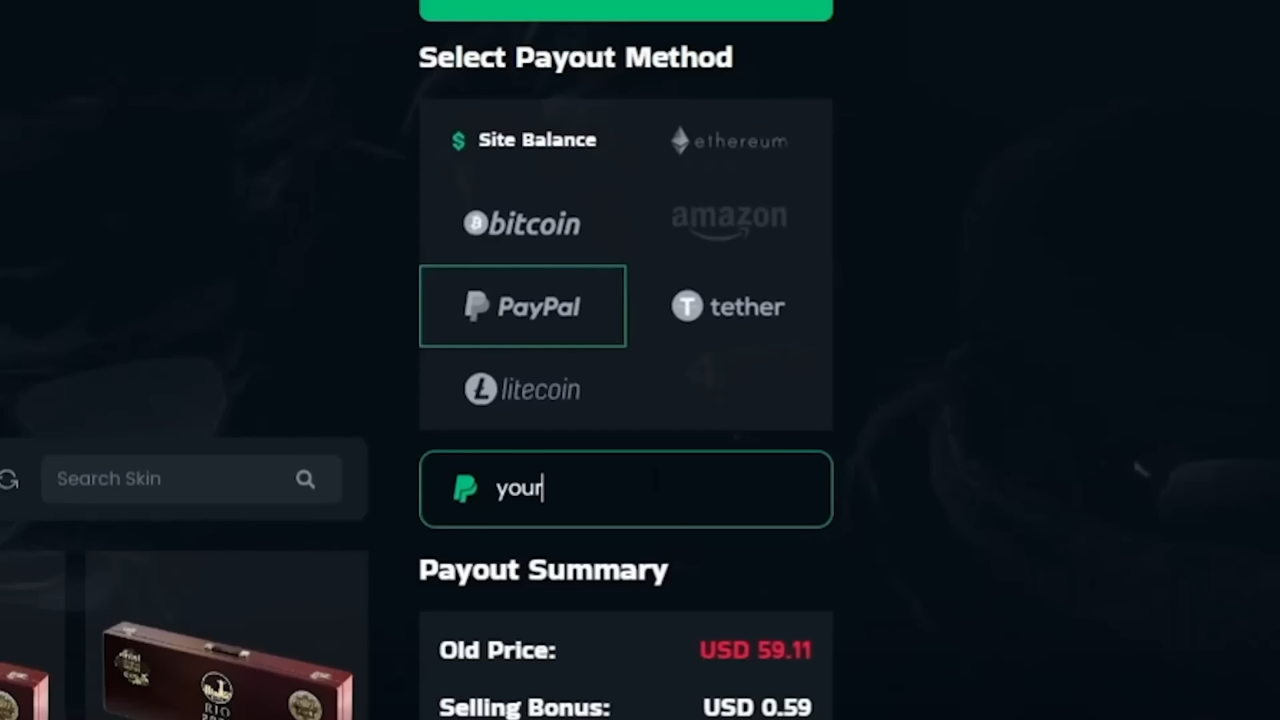 Select Payout Method
$ Site Balance
ethereum
bitcoin
amazon
PayPal
tether
litecoin
Search Skin
your
Payout Summary
Old Price: USD 59.11
Selling Bonus: USD 0.59
RIO